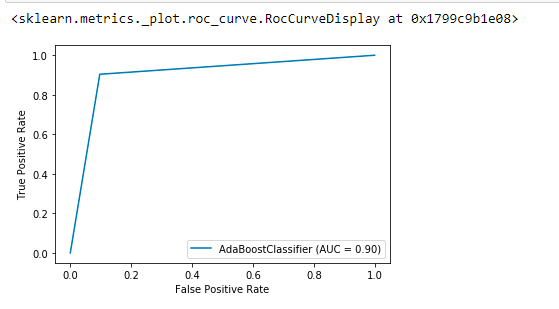 <sklearn.metrics._plot.roc_curve.RocCurveDisplay at 0x1799c9b1e08>
1.0
0.8
0.6
0.4
0.2
0.0
True Positive Rate
AdaBoostClassifier (AUC = 0.90)
0.0 0.2 0.4 0.6 0.8 1.0
False Positive Rate